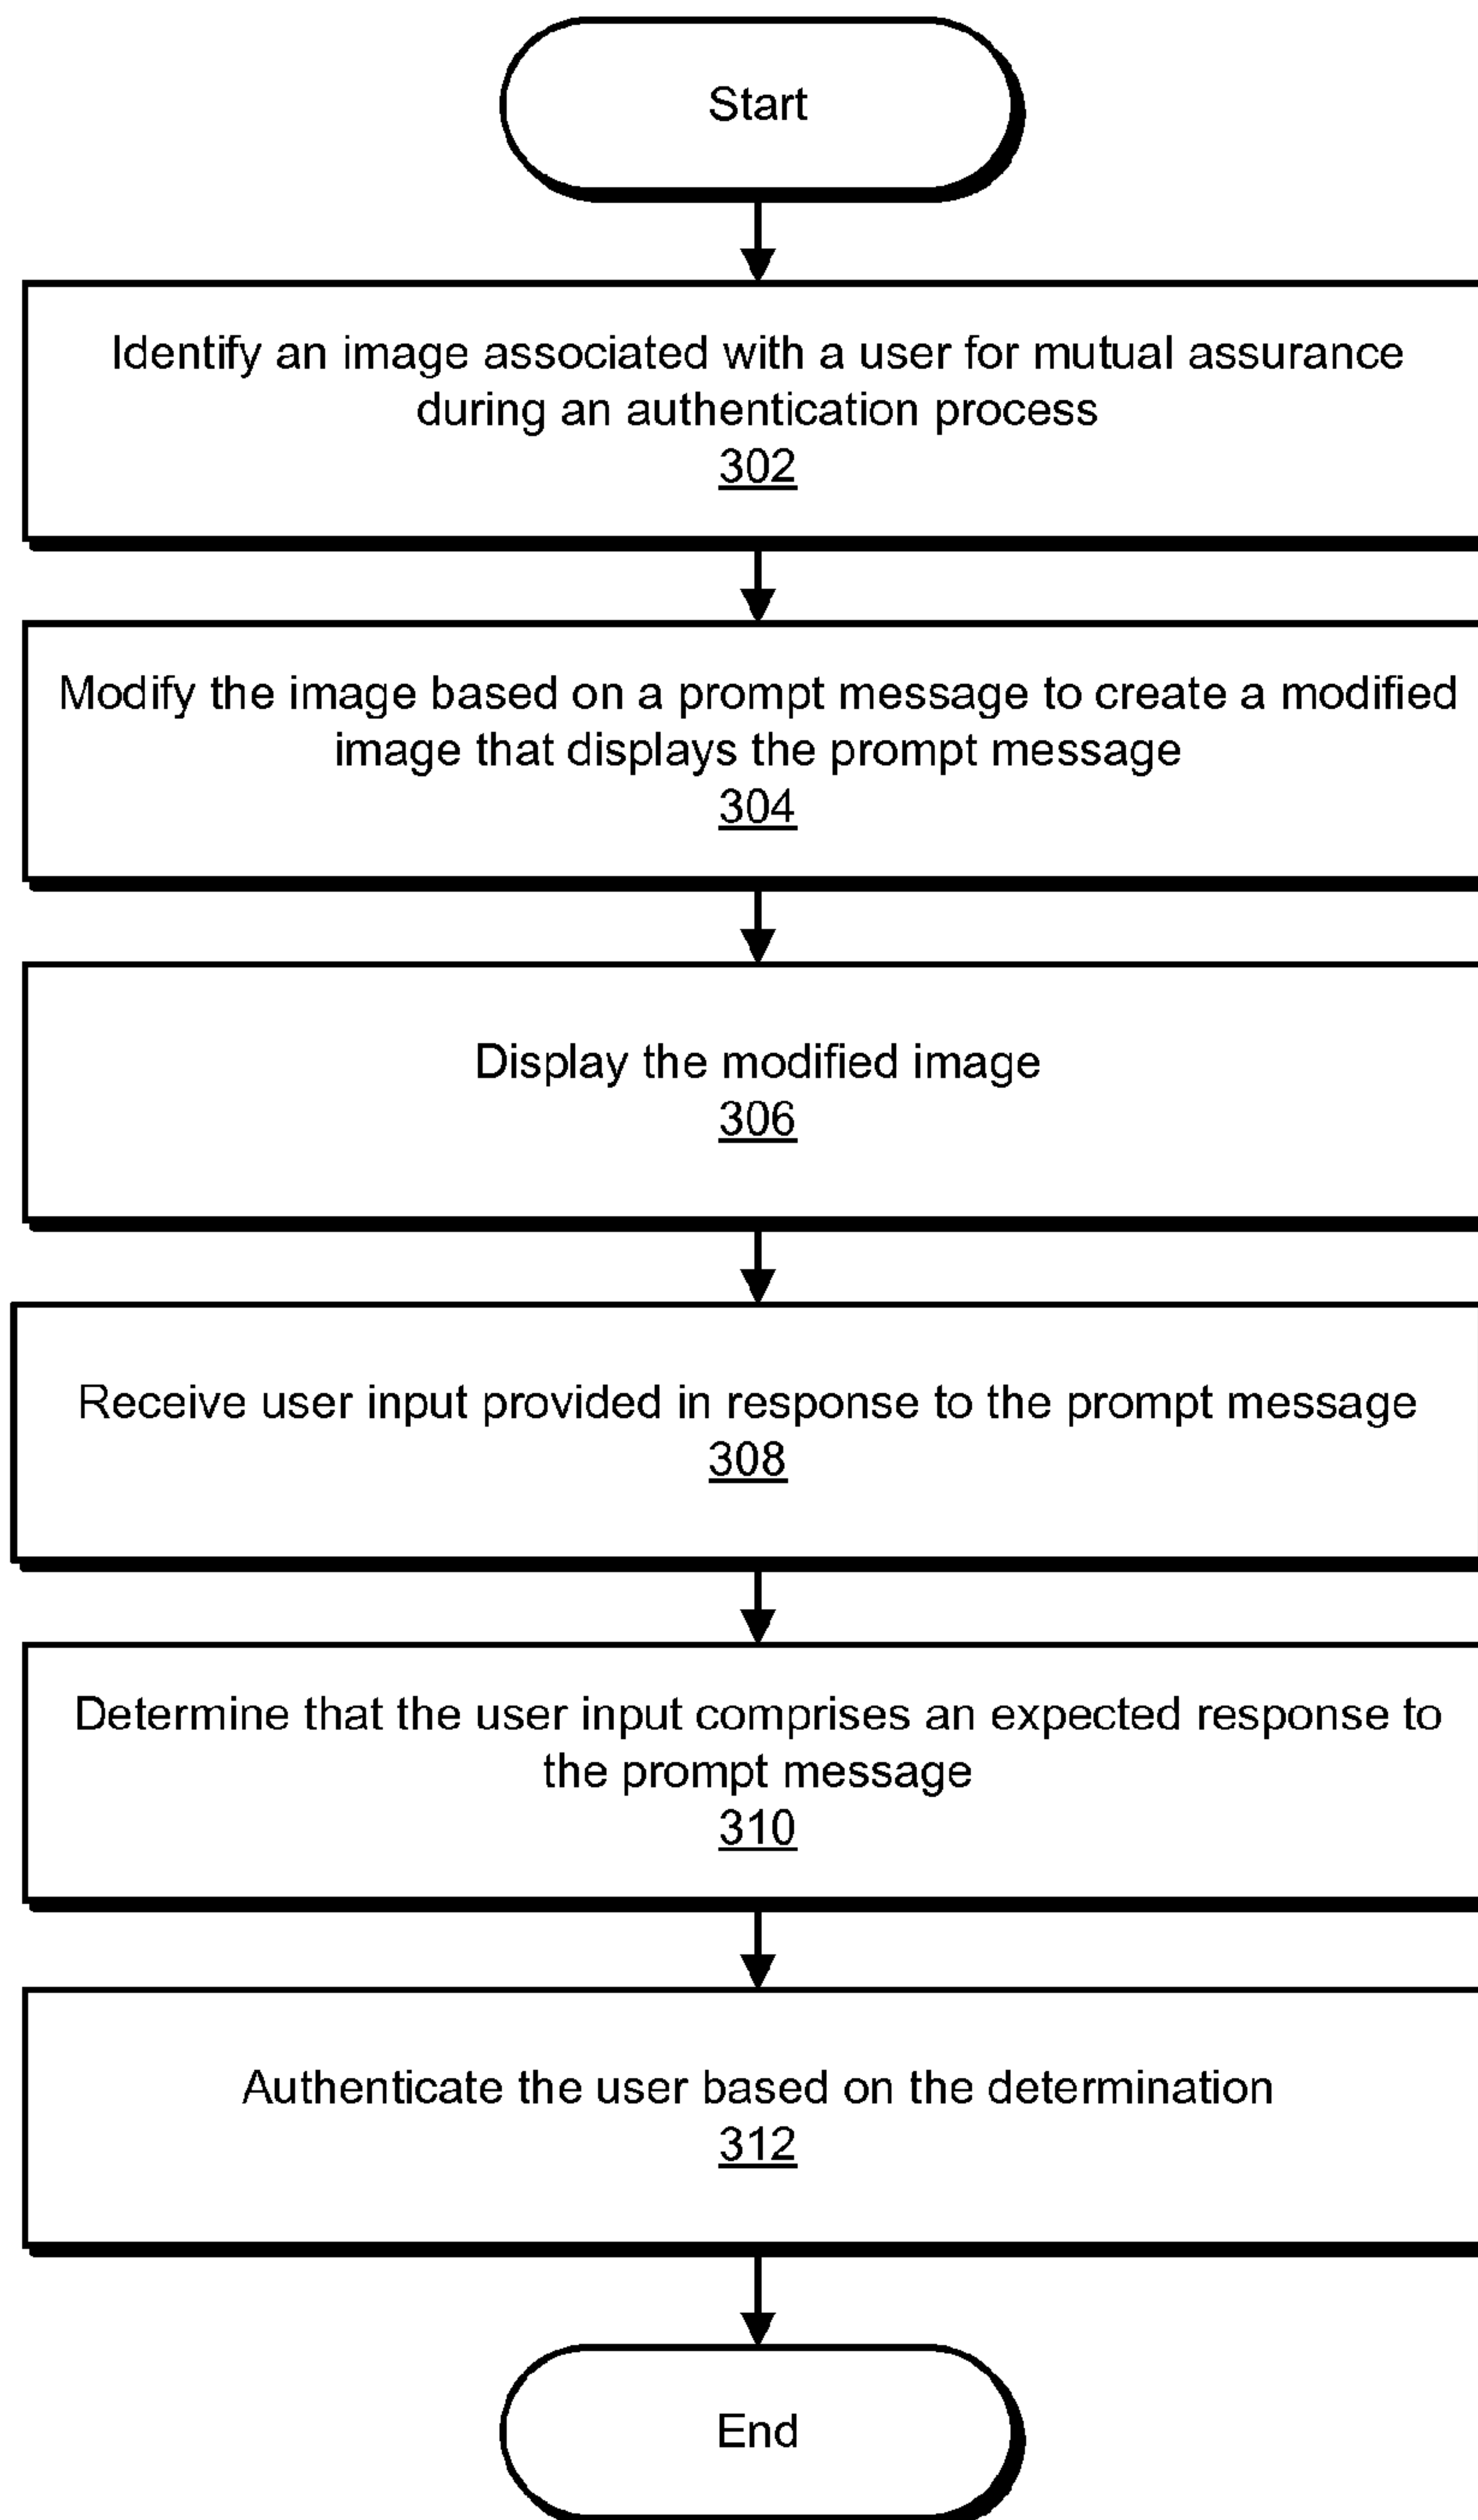 Start
Identify an image associated with a user for mutual assurance
during an authentication process
302
Modify the image based on a prompt message to create a modified
image that displays the prompt message
304
Display the modified image
306
Receive user input provided in response to the prompt message
308
Determine that the user input comprises an expected response to
the prompt message
310
Authenticate the user based on the determination
312
End